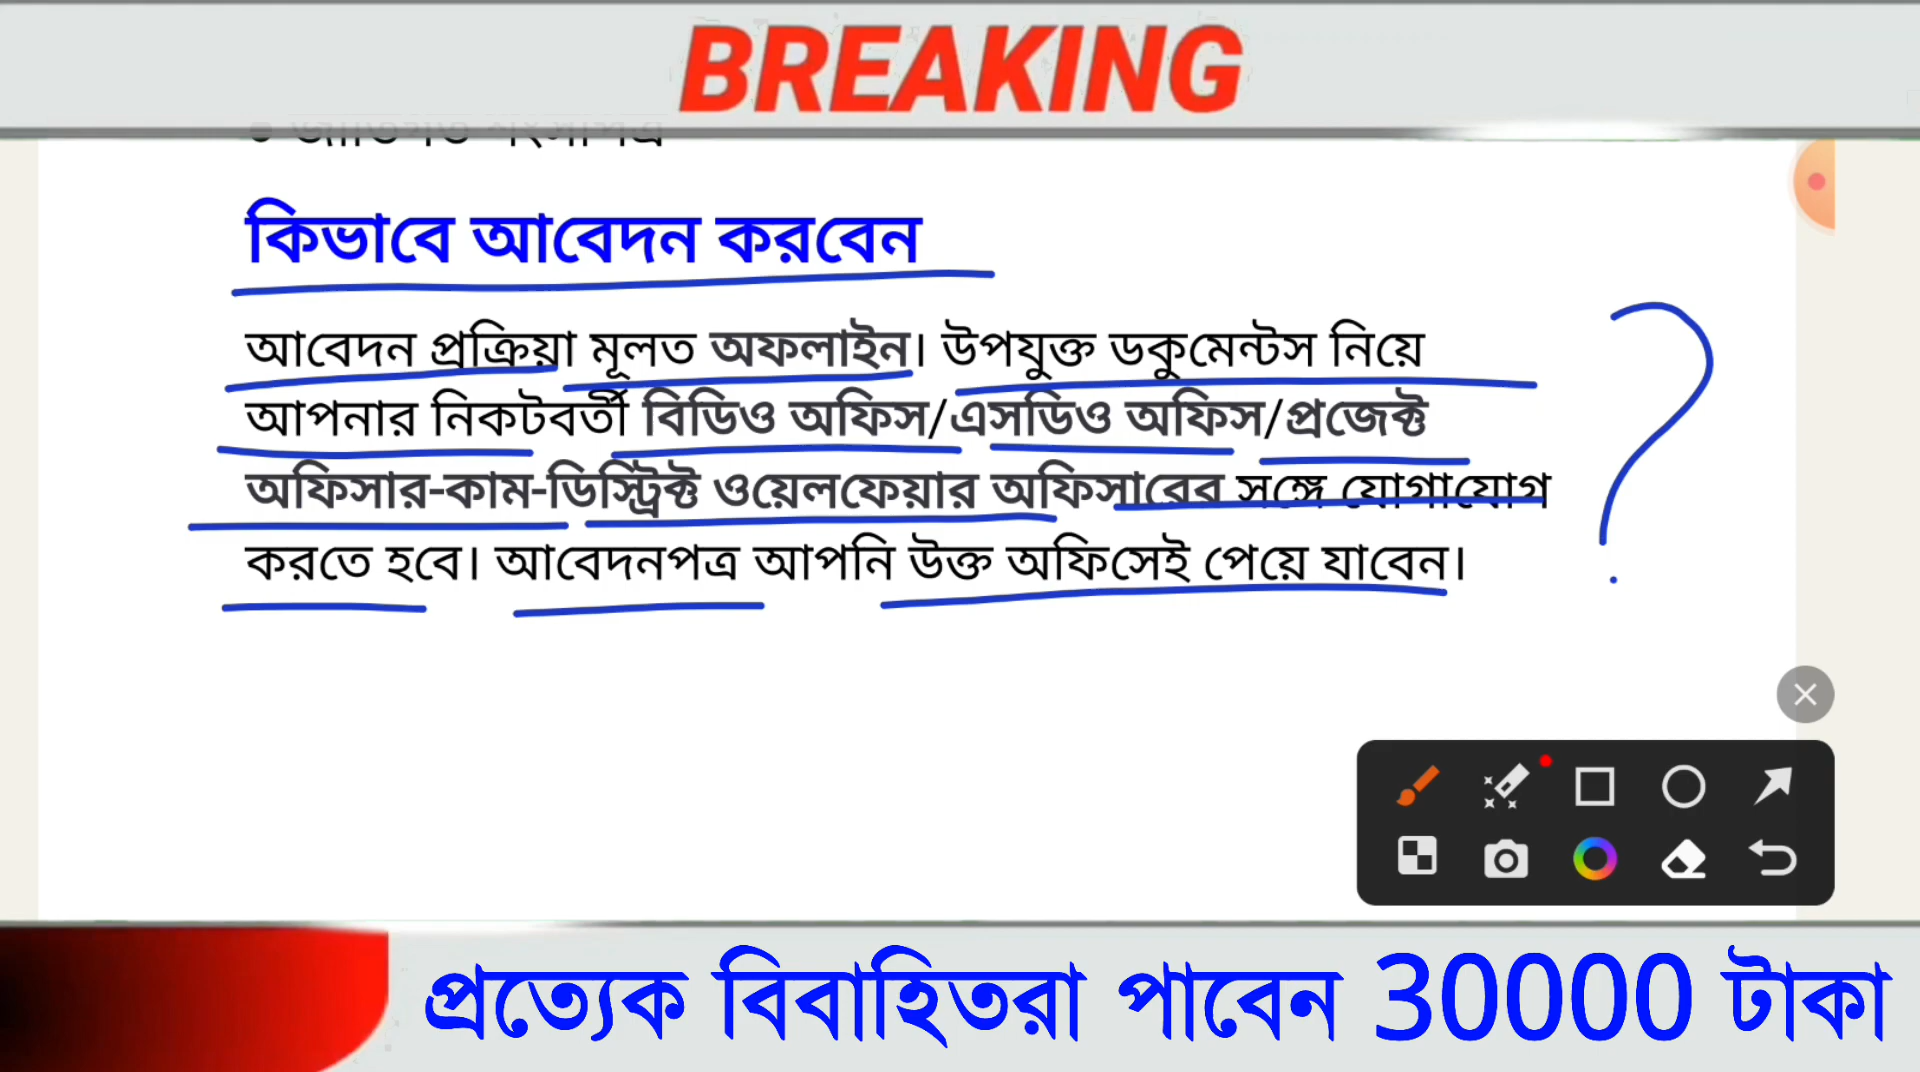 BREAKING
কিভাবে আবেদন করবেন
আবেদন প্রক্রিয়া মূলত অফলাইন। উপযুক্ত ডকুমেন্টস নিয়ে
আপনার নিকটবর্তী বিডিও অফিস/এসডিও অফিস/প্রজেক্ট
অফিসার-কাম-ডিস্ট্রিক্ট ওয়েলফেয়ার অফিসারের সঙ্গে যোগাযোগ
করতে হবে। আবেদনপত্র আপনি উক্ত অফিসেই পেয়ে যাবেন।
প্রত্যেক বিবাহিতরা পাবেন 30000 টাকা